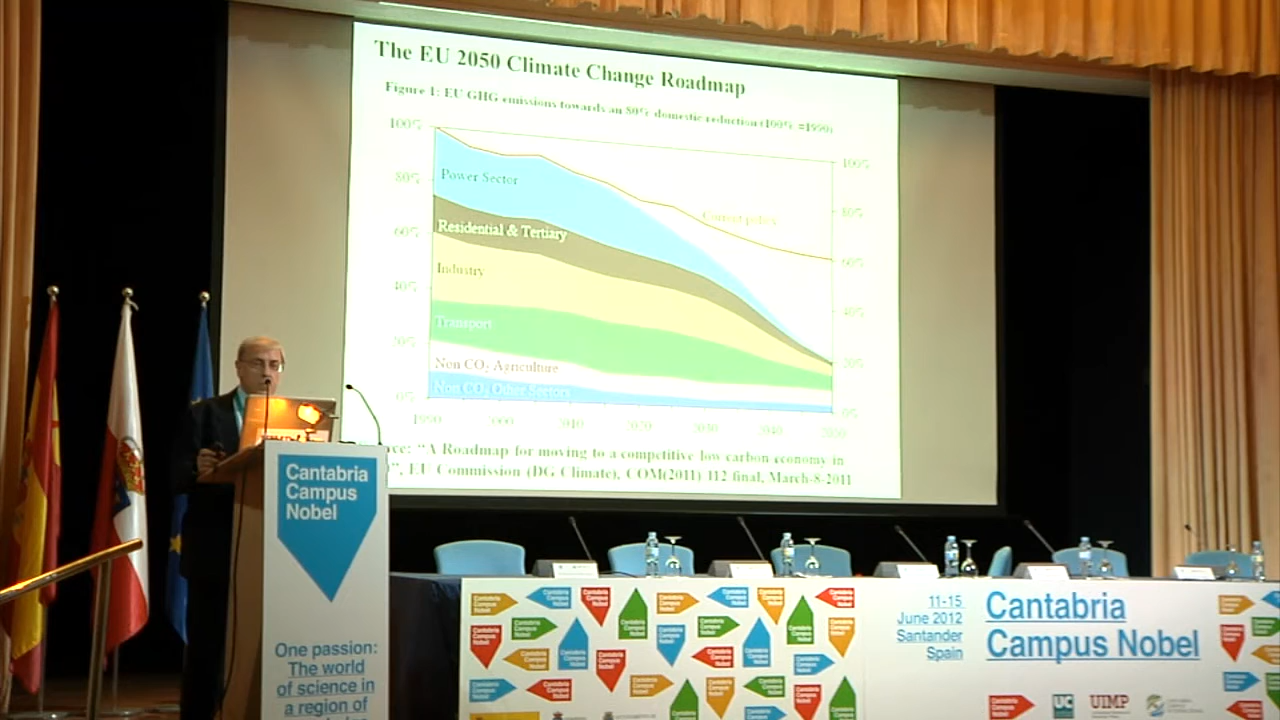 The EU 2050 Climate Change Roadmap
Figure 1: EU GHG emissions towards an 80% domestic reduction (100% =1990)
100%
80%
60%
40%
20%
0%
Power Sector
Residential & Tertiary
Industry
Transport
Non CO2 Agriculture
Non CO2 Other Sectors
Current policy
100%
80%
60%
40%
20%
0%
1990
2000
2010
2020
2030
2040
2050
"A Roadmap for moving to a competitive low carbon economy in
", EU Commission (DG Climate), COM(2011) 112 final, March-8-2011
Cantabria
Campus
Nobel
One passion:
The world
of science in
a region of
11-15
June 2012
Santander
Spain
Cantabria
Campus Nobel
UC
UIMP